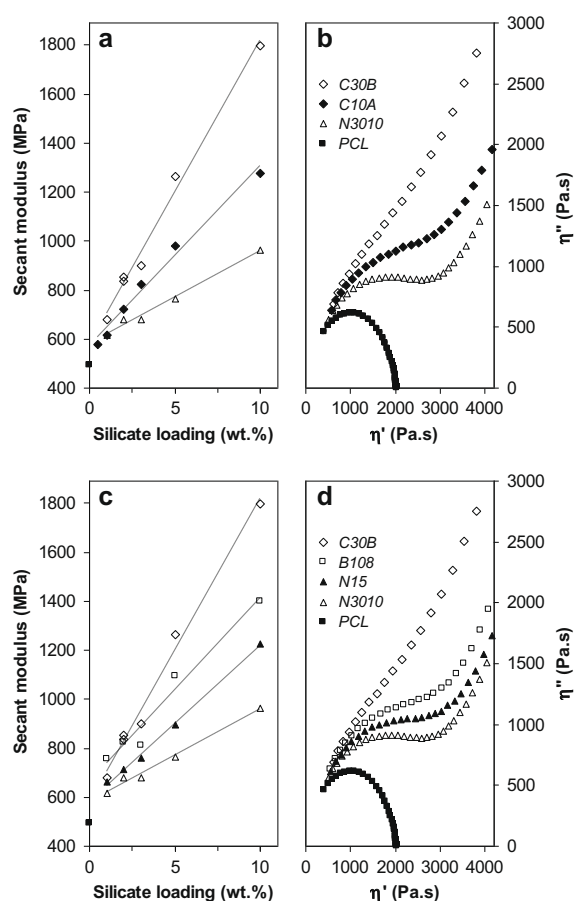 a
b
1800
1600
1400
1200
1000
800
600
400
Secant modulus (MPa)
0
5
10
Silicate loading (wt.%)
C30B
C10A
N3010
PCL
3000
2500
2000
1500
1000
500
0
η" (Pa.s)
0
1000
2000
3000
4000
η' (Pa.s)
c
d
1800
1600
1400
1200
1000
800
600
400
Secant modulus (MPa)
0
5
10
Silicate loading (wt.%)
C30B
B108
N15
N3010
PCL
3000
2500
2000
1500
1000
500
0
η" (Pa.s)
0
1000
2000
3000
4000
η' (Pa.s)